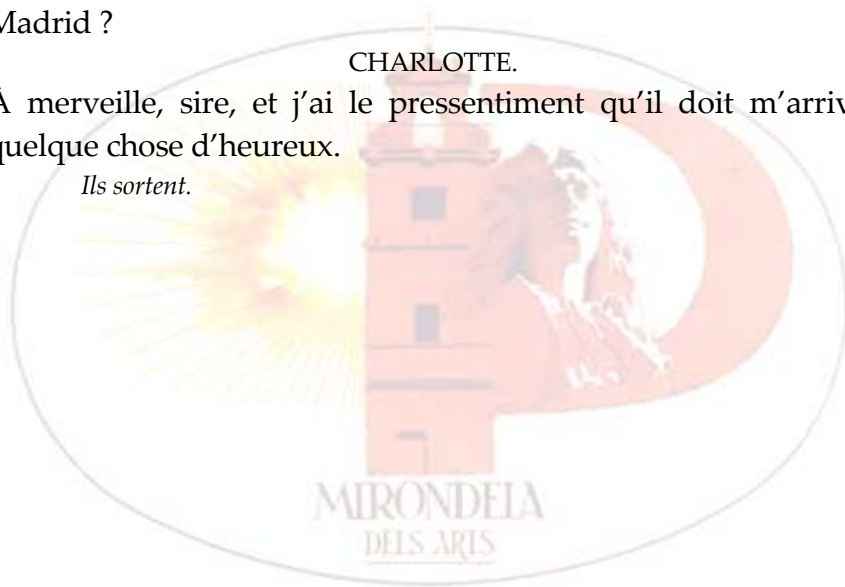 Madrid ?
CHARLOTTE.
À merveille, sire, et j’ai le pressentiment qu’il doit m’arriv
quelque chose d’heureux.
Ils sortent.
MIRONDELA
DELS ARTS